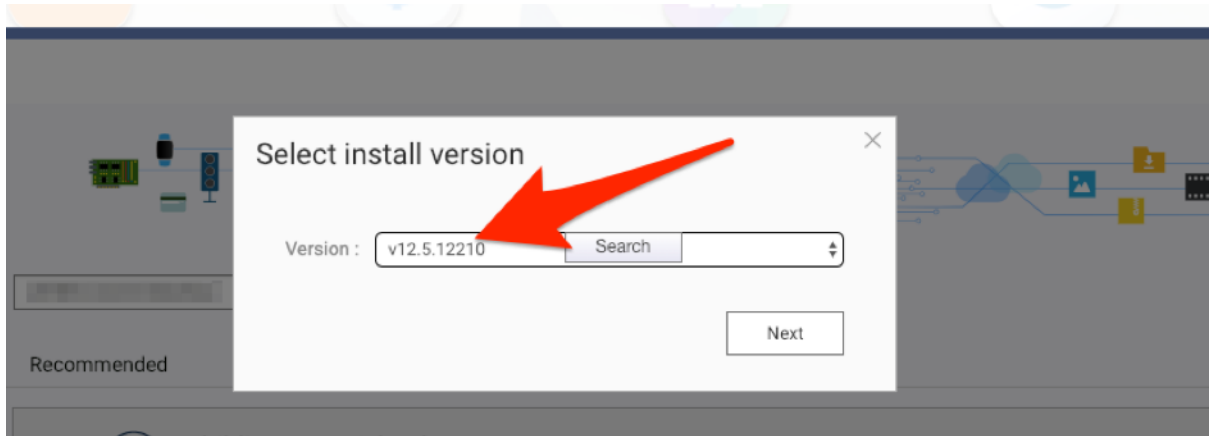 Select install version
Version :
v12.5.12210
Search
Next
Recommended